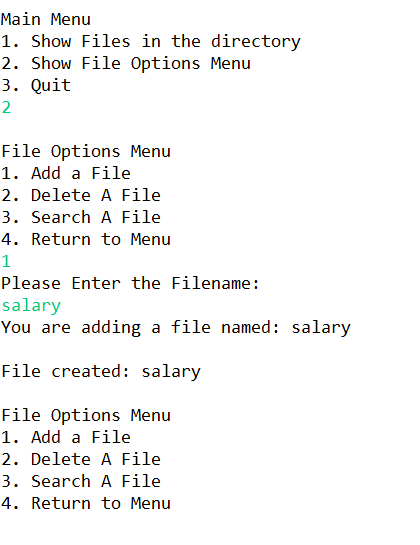 Main Menu
1. Show Files in the directory
2. Show File Options Menu
3. Quit
2
File Options Menu
1. Add a File
2. Delete A File
3. Search A File
4. Return to Menu
1
Please Enter the Filename:
salary
You are adding a file named: salary
File created: salary
File Options Menu
1. Add a File
2. Delete A File
3. Search A File
4. Return to Menu